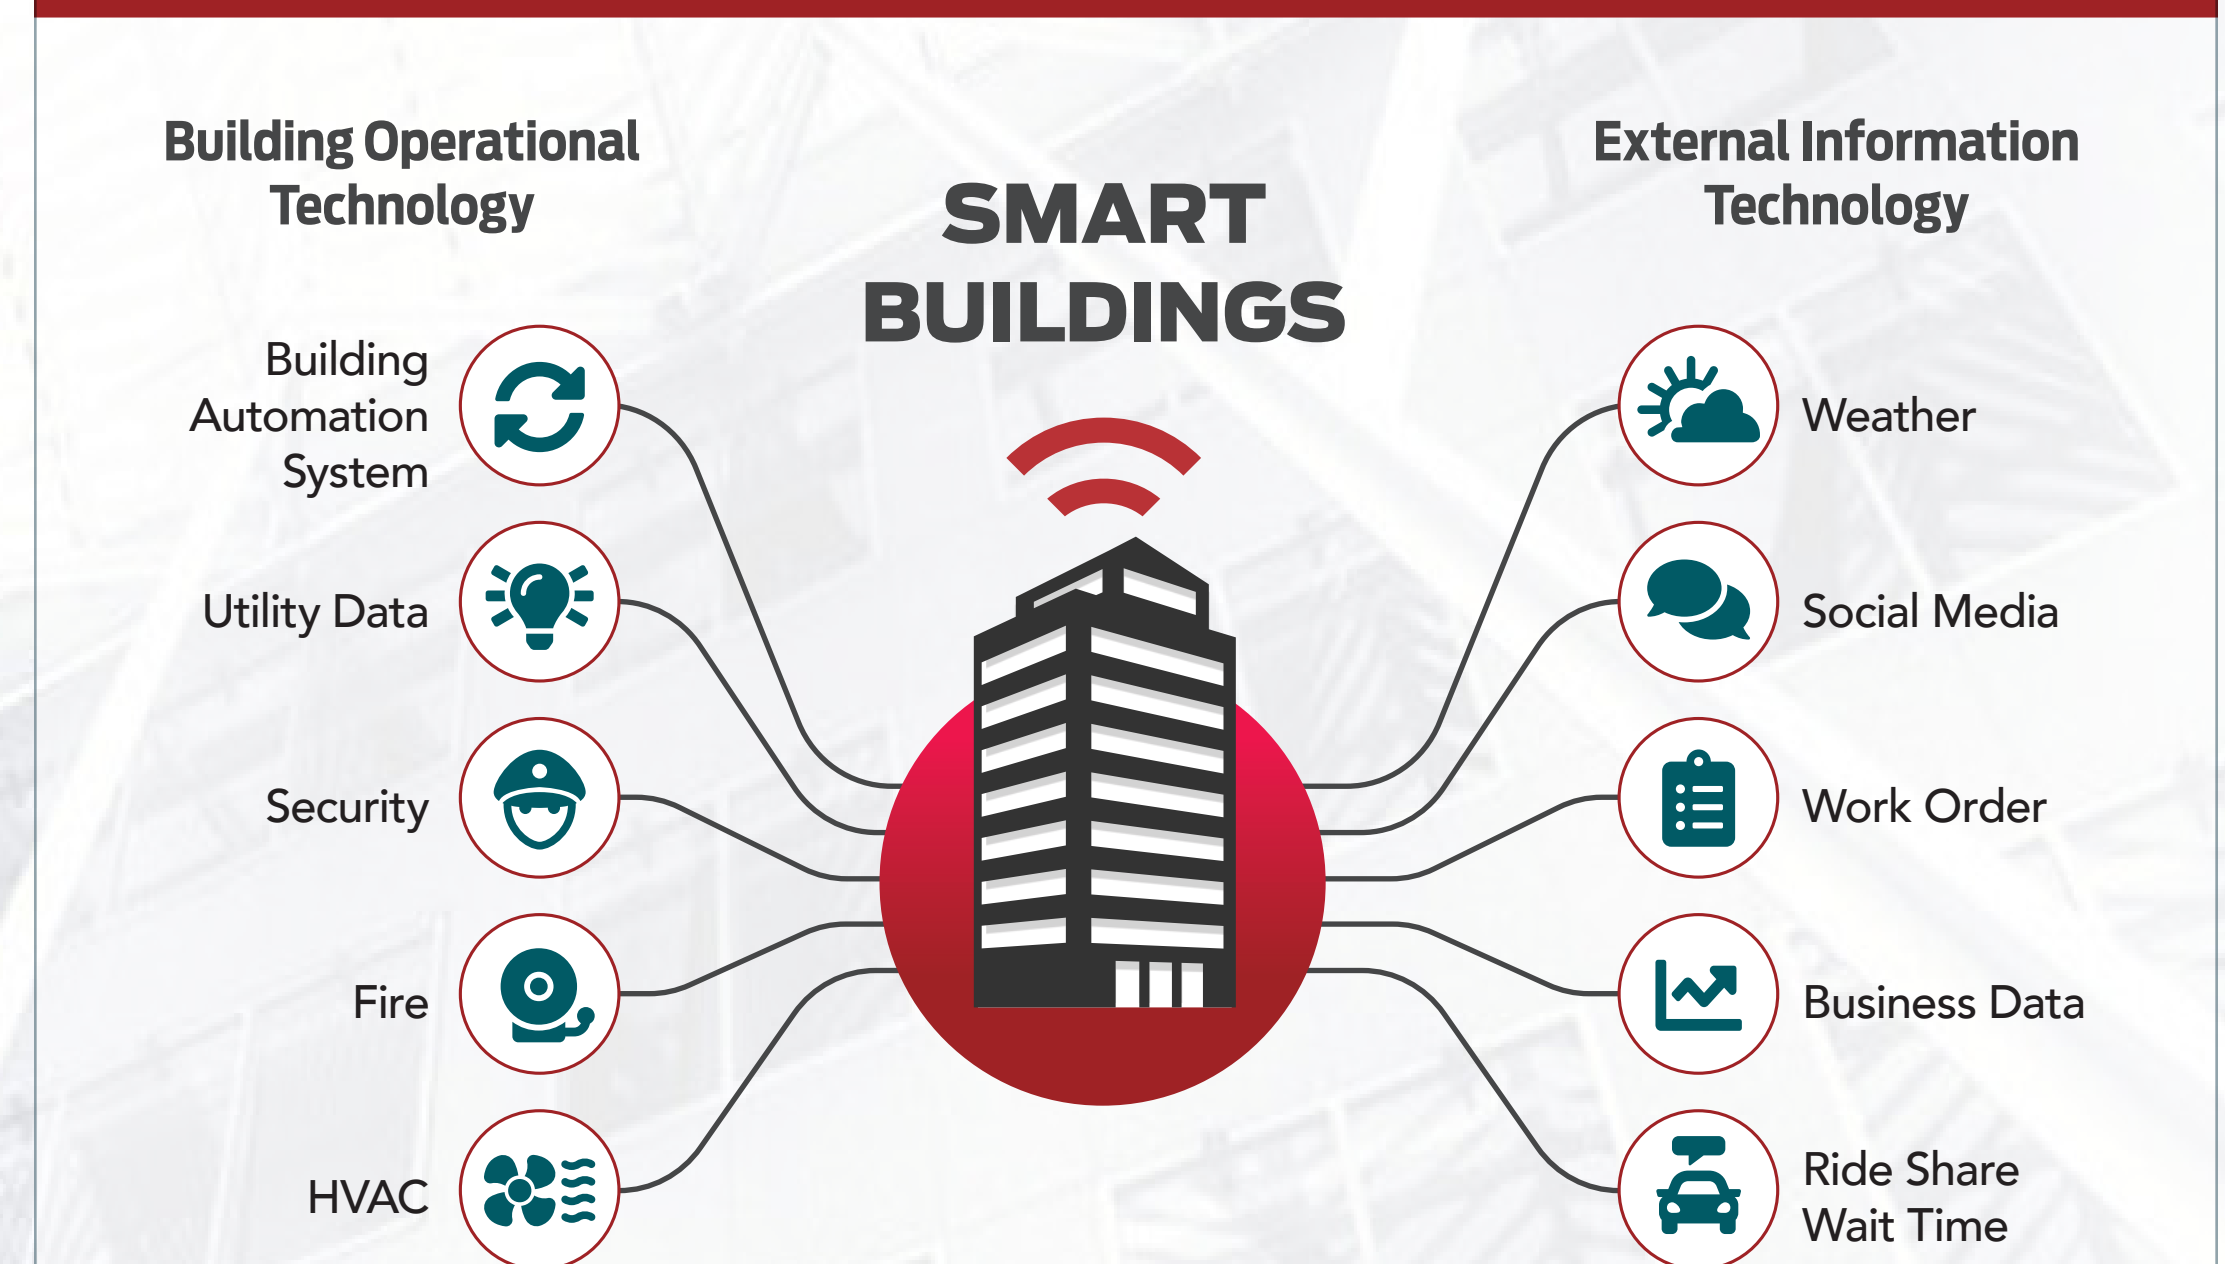 Building Operational
Technology
SMART
BUILDINGS
External Information
Technology
Building
Automation
System
Utility Data
Security
Fire
HVAC
Weather
Social Media
Work Order
Business Data
Ride Share
Wait Time